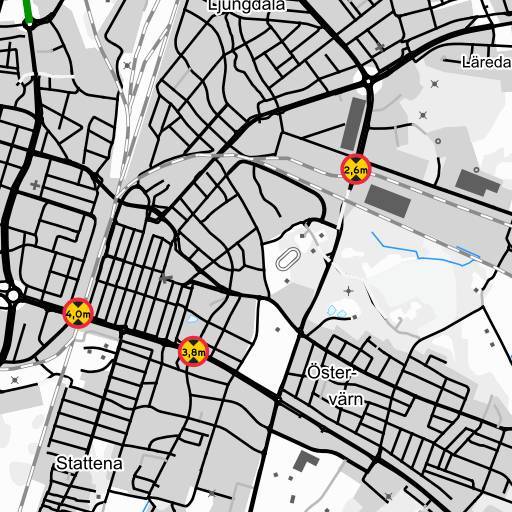 Ljungdala
Läreda
2,6m
4,0m
3,8m
Öster-
värn
Stattena